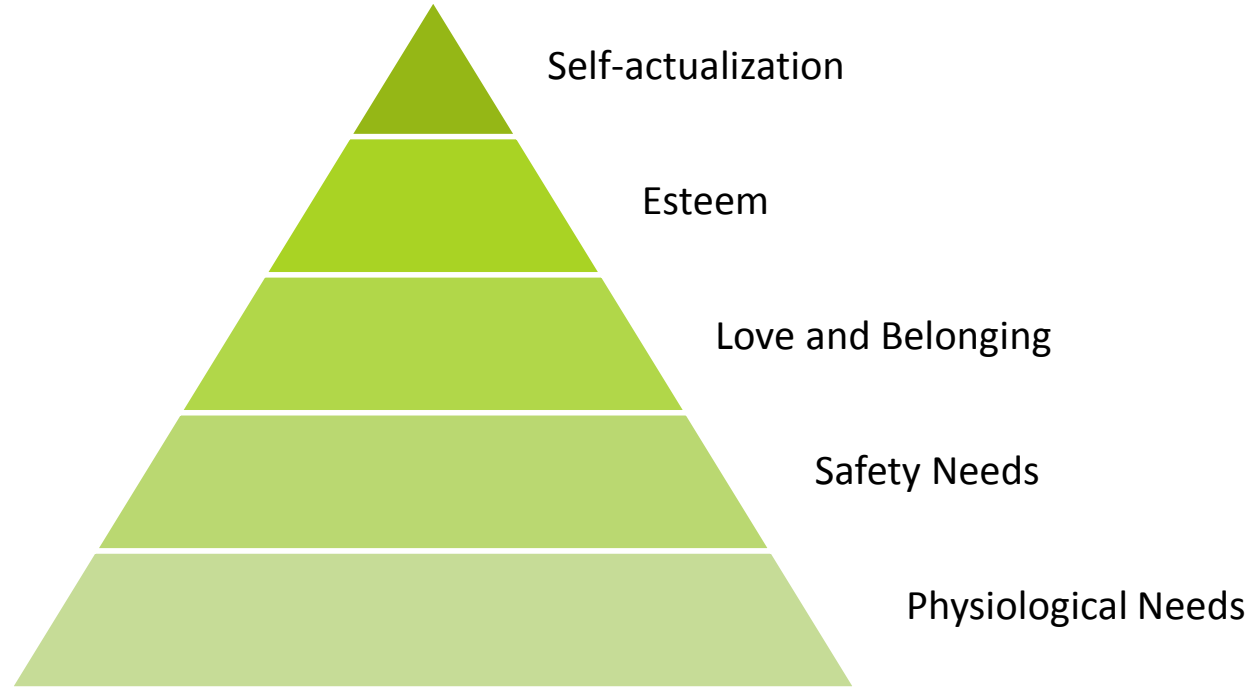 Self-actualization
Esteem
Love and Belonging
Safety Needs
Physiological Needs